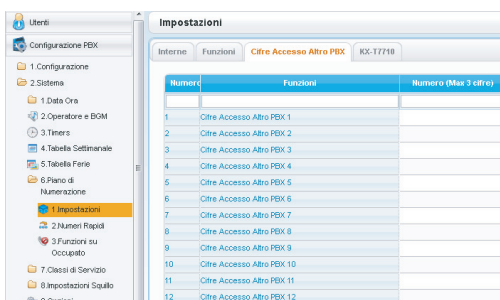 Utenti
Configurazione PBX
1.Configurazione
2.Sistema
1.Data Ora
2.Operatore e BGM
3.Timers
4.Tabella Settimanale
5.Tabella Ferie
6.Piano di
Numerazione
1.Impostazioni
2.Numeri Rapidi
3.Funzioni su
Occupato
7.Classi di Servizio
8.Impostazioni Squillo
Impostazioni
Interne Funzioni Cifre Accesso Altro PBX KX-T7710
Numero Funzioni Numero (Max 3 cifre)
1 Cifre Accesso Altro PBX 1
2 Cifre Accesso Altro PBX 2
3 Cifre Accesso Altro PBX 3
4 Cifre Accesso Altro PBX 4
5 Cifre Accesso Altro PBX 5
6 Cifre Accesso Altro PBX 6
7 Cifre Accesso Altro PBX 7
8 Cifre Accesso Altro PBX 8
9 Cifre Accesso Altro PBX 9
10 Cifre Accesso Altro PBX 10
11 Cifre Accesso Altro PBX 11
12 Cifre Accesso Altro PBX 12